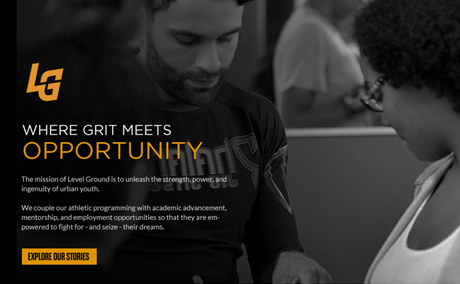 LG
WHERE GRIT MEETS
OPPORTUNITY
The mission of Level Ground is to unleash the strength, power, and
ingenuity of urban youth.
We couple our athletic programming with academic advancement,
mentorship, and employment opportunities so that they are em-
powered to fight for - and seize - their dreams.
EXPLORE OUR STORIES